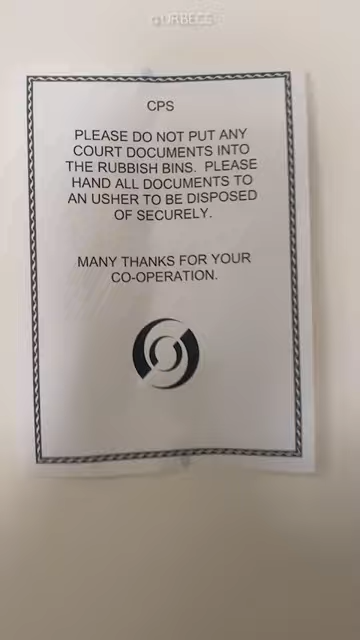 CPS
PLEASE DO NOT PUT ANY
COURT DOCUMENTS INTO
THE RUBBISH BINS. PLEASE
HAND ALL DOCUMENTS TO
AN USHER TO BE DISPOSED
OF SECURELY.
MANY THANKS FOR YOUR
CO-OPERATION.